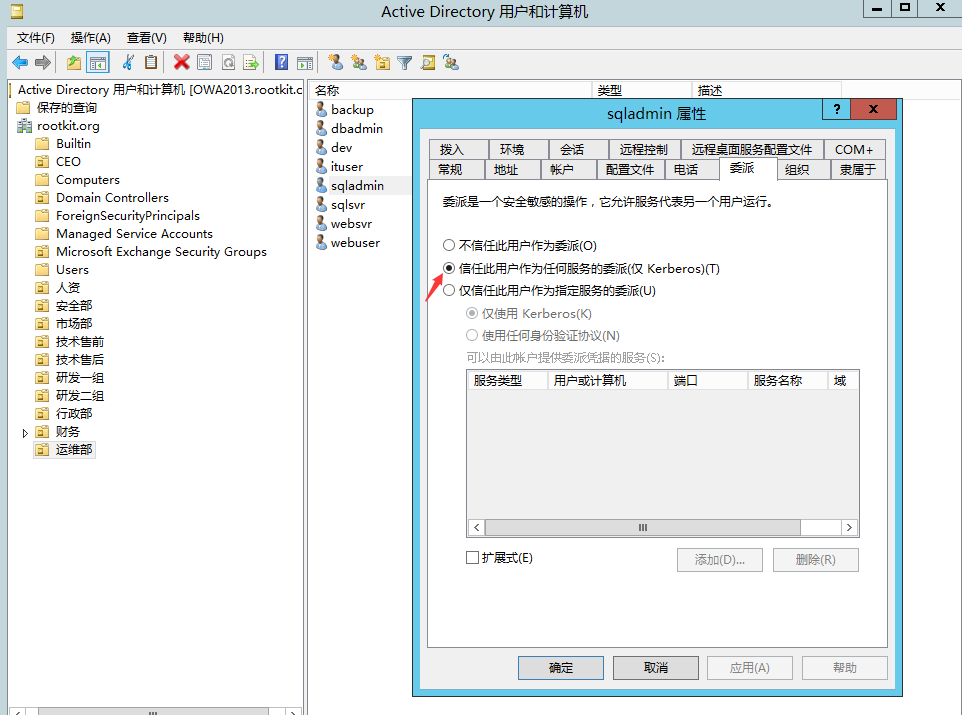 Active Directory 用户和计算机
文件(F) 操作(A) 查看(V) 帮助(H)
Active Directory 用户和计算机 [OWA2013.rootkit.c
保存的查询
rootkit.org
Builtin
CEO
Computers
Domain Controllers
ForeignSecurityPrincipals
Managed Service Accounts
Microsoft Exchange Security Groups
Users
人资
安全部
市场部
技术售前
技术售后
研发一组
研发二组
行政部
财务
运维部
名称 类型 描述
backup
dbadmin
dev
ituser
sqladmin
sqlsvr
websvr
webuser
sqladmin 属性
? x
拨入 环境 会话 远程控制 远程桌面服务配置文件 COM+
常规 地址 帐户 配置文件 电话 委派 组织 隶属于
委派是一个安全敏感的操作，它允许服务代表另一个用户运行。
不信任此用户作为委派(O)
信任此用户作为任何服务的委派(仅 Kerberos)(T)
仅信任此用户作为指定服务的委派(U)
仅使用 Kerberos(K)
使用任何身份验证协议(N)
可以由此帐户提供委派凭据的服务(S):
服务类型 用户或计算机 端口 服务名称 域
扩展式(E) 添加(D)... 删除(R)
确定 取消 应用(A) 帮助